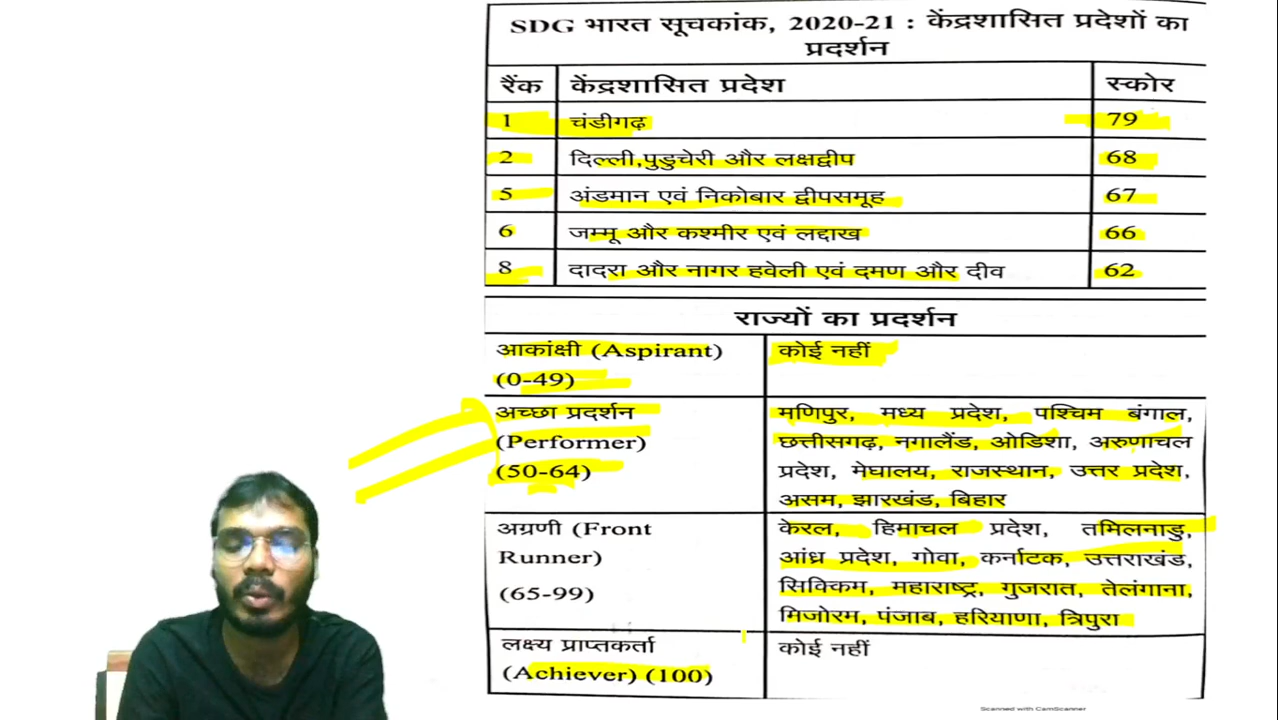 SDG भारत सूचकांक, 2020-21 : केंद्रशासित प्रदेशों का
प्रदर्शन
रैंक केंद्रशासित प्रदेश स्कोर
1 चंडीगढ़ 79
2 दिल्ली,पुडुचेरी और लक्षद्वीप 68
5 अंडमान एवं निकोबार द्वीपसमूह 67
6 जम्मू और कश्मीर एवं लद्दाख 66
8 दादरा और नागर हवेली एवं दमण और दीव 62
राज्यों का प्रदर्शन
आकांक्षी (Aspirant)
(0-49)
कोई नहीं
अच्छा प्रदर्शन
(Performer)
(50-64)
मणिपुर, मध्य प्रदेश, पश्चिम बंगाल,
छत्तीसगढ़, नगालैंड, ओडिशा, अरुणाचल
प्रदेश, मेघालय, राजस्थान, उत्तर प्रदेश,
असम, झारखंड, बिहार
अग्रणी (Front
Runner)
(65-99)
केरल, हिमाचल प्रदेश, तमिलनाडु,
आंध्र प्रदेश, गोवा, कर्नाटक, उत्तराखंड,
सिक्किम, महाराष्ट्र, गुजरात, तेलंगाना,
मिजोरम, पंजाब, हरियाणा, त्रिपुरा
लक्ष्य प्राप्तकर्ता
(Achiever) (100)
कोई नहीं
Scanned with CamScanner